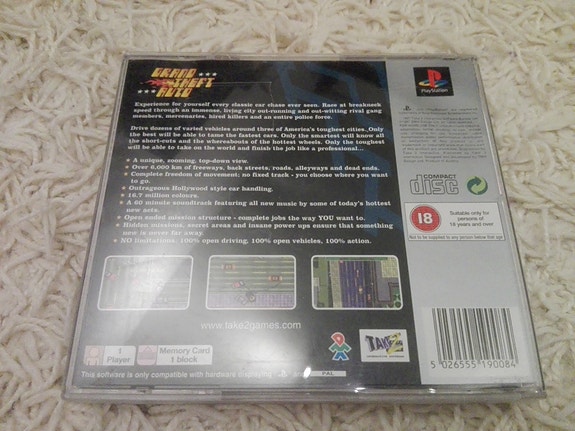 GRAND
THEFT
AUTO
Experience for yourself every classic car chase ever seen. Race at breakneck
speed through an immense, living city out-running and out-witting rival gang
members, mercenaries, hired killers and an entire police force.
Drive dozens of varied vehicles around three of America's toughest cities. Only
the best will be able to tame the fastest cars. Only the smartest will know all
the short-cuts and the whereabouts of the hottest wheels. Only the toughest
will be able to take on the world and finish the job like a professional...
A unique, zooming, top-down view.
Over 6,000 km of freeways, back streets, roads, alleyways and dead ends.
Complete freedom of movement; no fixed track - you choose where you want
to go.
Outrageous Hollywood style car handling.
16.7 million colours.
A 60 minute soundtrack featuring all new music by some of today's hottest
new acts.
Open ended mission structure - complete jobs the way YOU want to.
Hidden missions, secret areas and insane power ups ensure that something
new is never far away.
NO limitations, 100% open driving, 100% open vehicles, 100% action.
www.take2games.com
1
Player
Memory Card
1 block
TAKE 2
INTERACTIVE SOFTWARE
This software is only compatible with hardware displaying and PAL
PlayStation
COMPACT
disc
18
Suitable only for
persons of
18 years and over
Not to be supplied to any person below that age
5 026555 190084